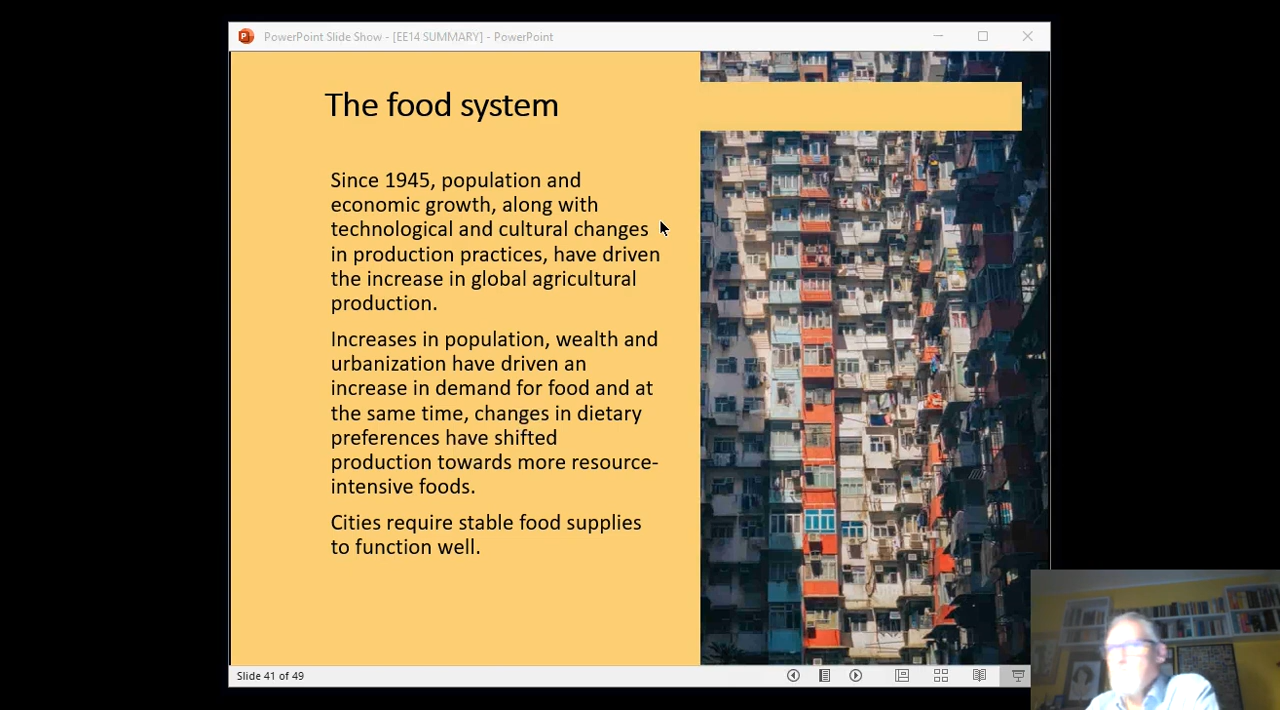 PowerPoint Slide Show - [EE14 SUMMARY] - PowerPoint
The food system
Since 1945, population and
economic growth, along with
technological and cultural changes
in production practices, have driven
the increase in global agricultural
production.
Increases in population, wealth and
urbanization have driven an
increase in demand for food and at
the same time, changes in dietary
preferences have shifted
production towards more resource-
intensive foods.
Cities require stable food supplies
to function well.
Slide 41 of 49